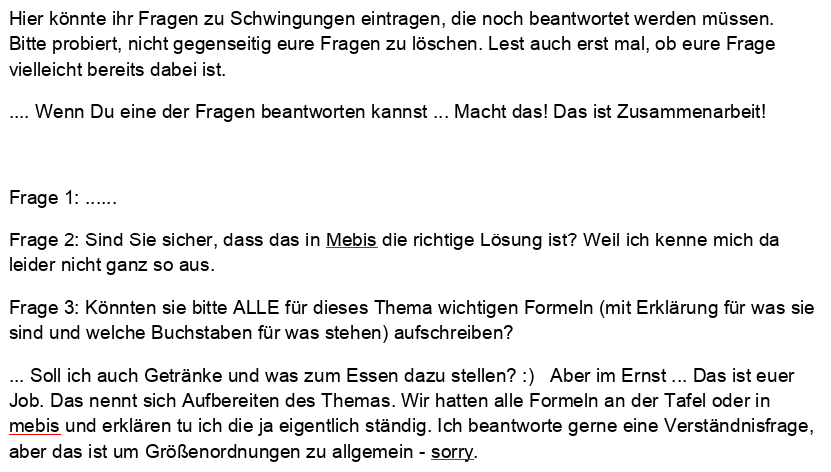 Hier könnte ihr Fragen zu Schwingungen eintragen, die noch beantwortet werden müssen.
Bitte probiert, nicht gegenseitig eure Fragen zu löschen. Lest auch erst mal, ob eure Frage
vielleicht bereits dabei ist.
.... Wenn Du eine der Fragen beantworten kannst ... Macht das! Das ist Zusammenarbeit!
Frage 1: ......
Frage 2: Sind Sie sicher, dass das in Mebis die richtige Lösung ist? Weil ich kenne mich da
leider nicht ganz so aus.
Frage 3: Könnten sie bitte ALLE für dieses Thema wichtigen Formeln (mit Erklärung für was sie
sind und welche Buchstaben für was stehen) aufschreiben?
... Soll ich auch Getränke und was zum Essen dazu stellen? :) Aber im Ernst ... Das ist euer
Job. Das nennt sich Aufbereiten des Themas. Wir hatten alle Formeln an der Tafel oder in
mebis und erklären tu ich die ja eigentlich ständig. Ich beantworte gerne eine Verständnisfrage,
aber das ist um Größenordnungen zu allgemein - sorry.